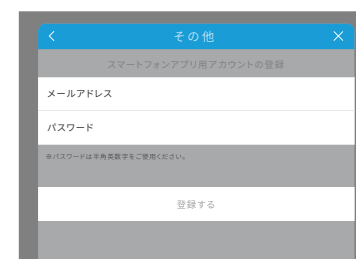 その他
スマートフォンアプリ用アカウントの登録
メールアドレス
パスワード
※パスワードは半角英数字をご使用ください。
登録する